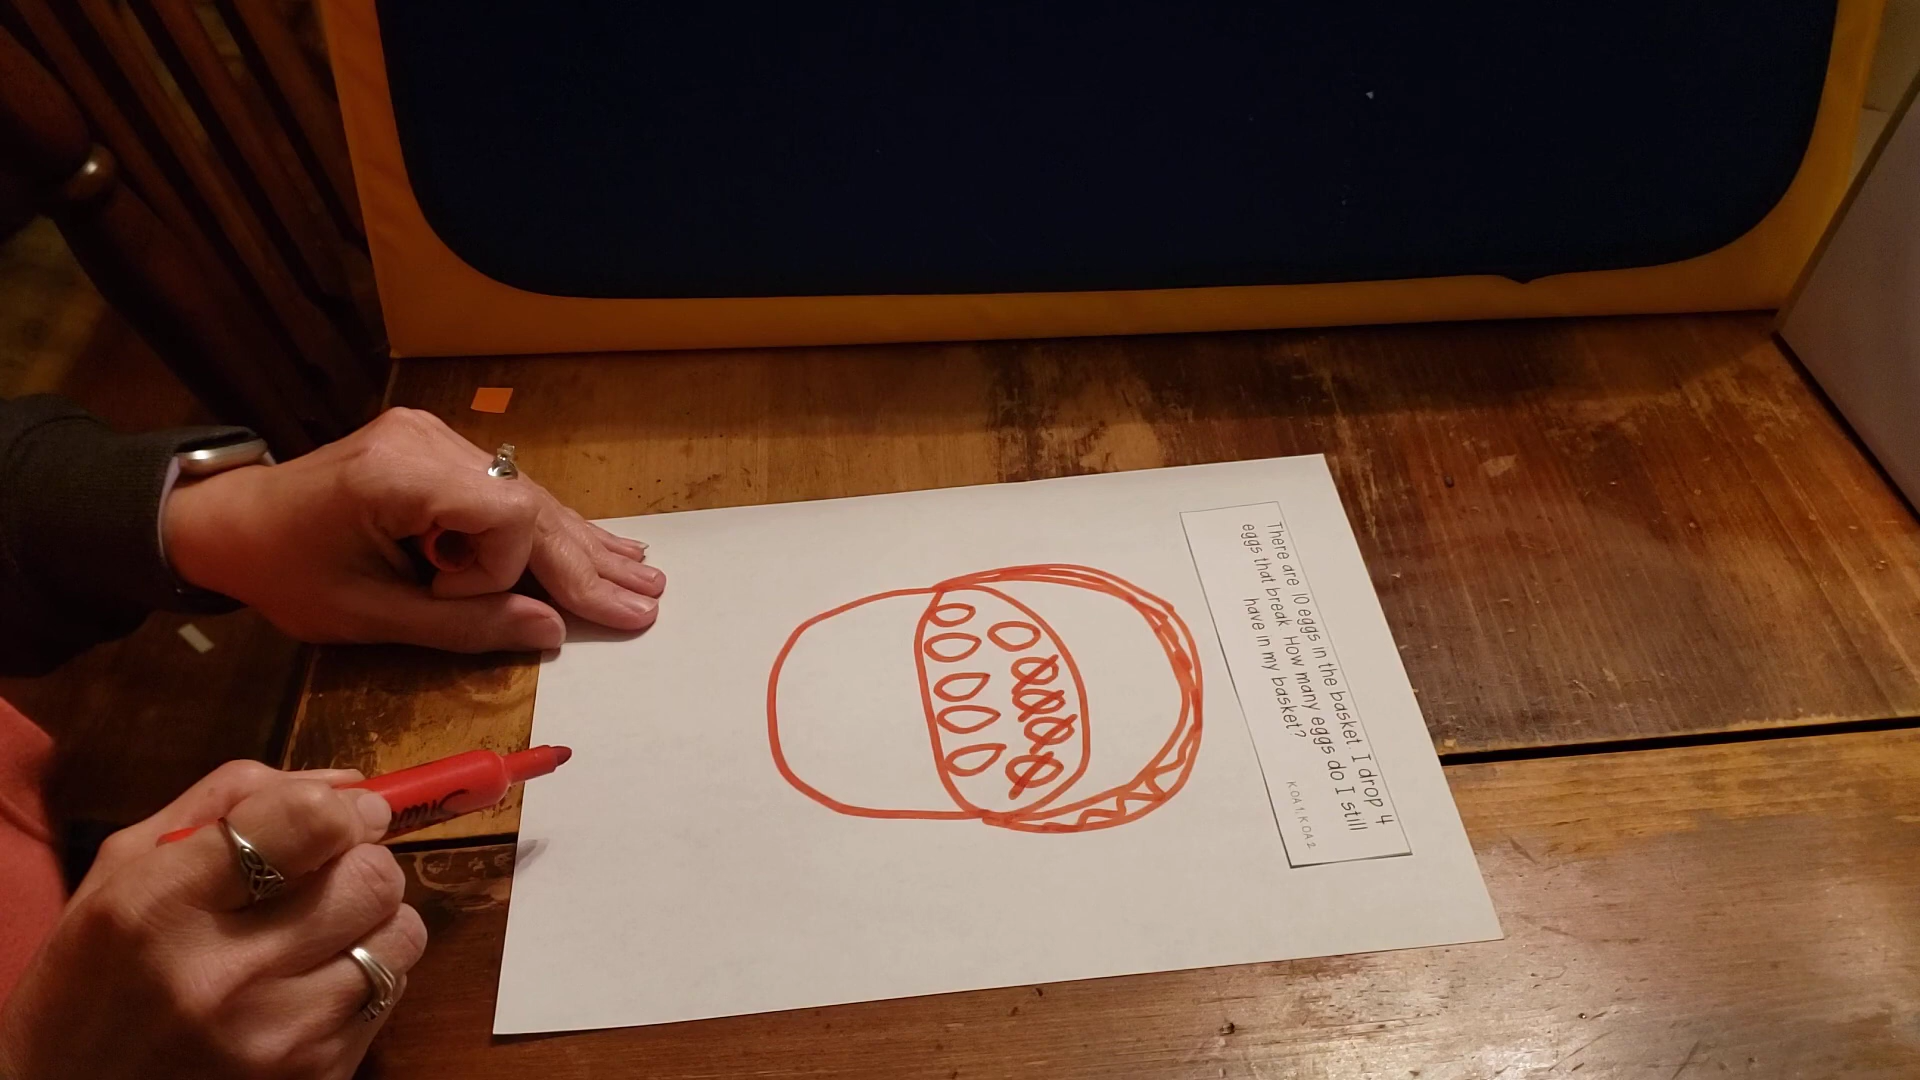 There are 10 eggs in the basket. I drop 4
eggs that break. How many eggs do I still
have in my basket?
K.OA.1, K.OA.2
Sharpie